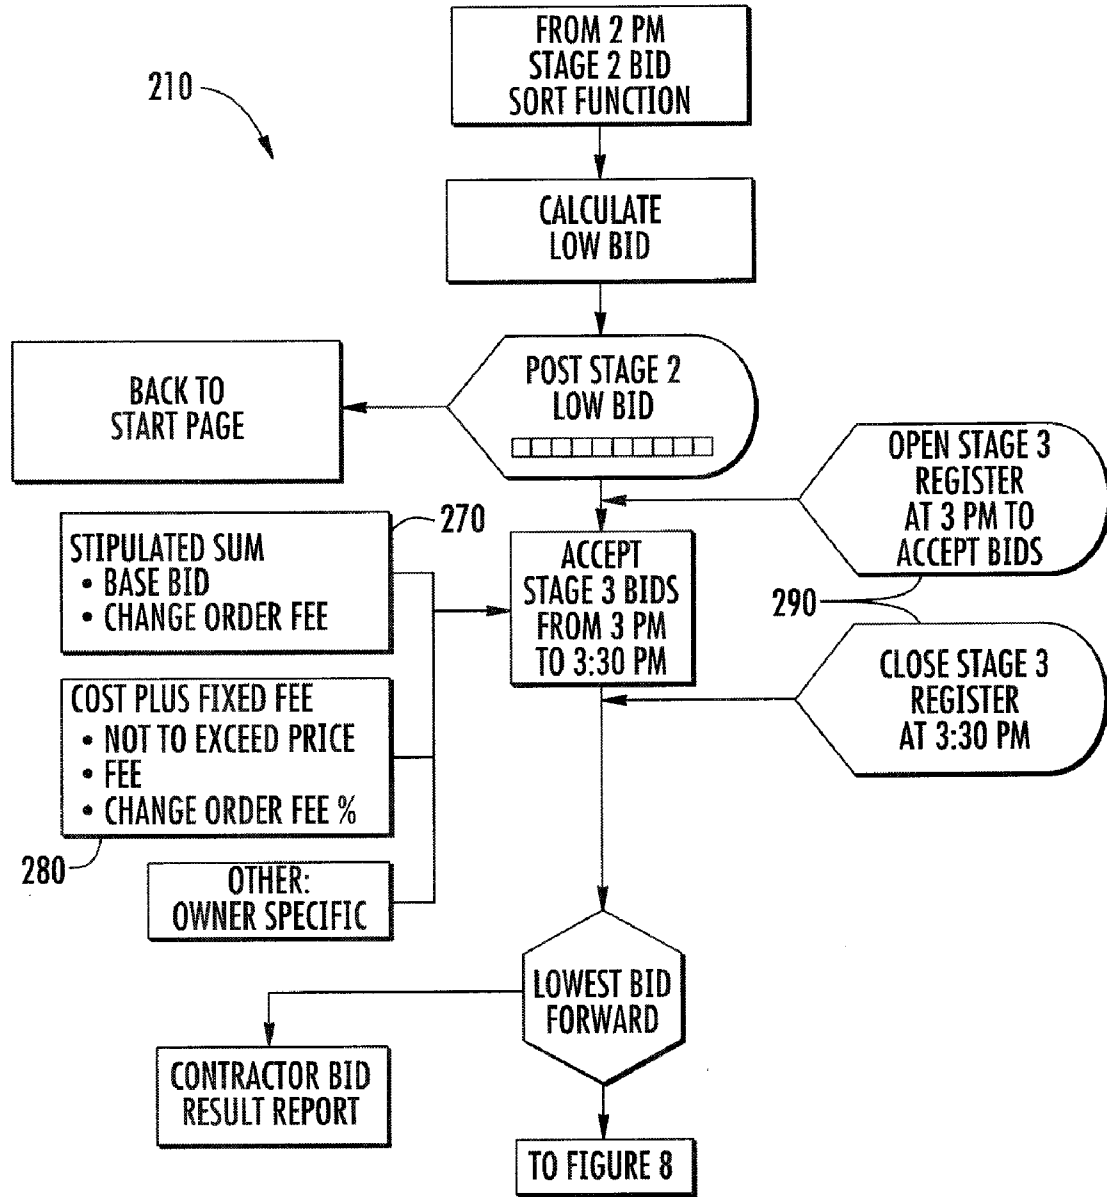 FROM 2 PM
STAGE 2 BID
SORT FUNCTION
210
CALCULATE
LOW BID
POST STAGE 2
LOW BID
BACK TO
START PAGE
OPEN STAGE 3
REGISTER
AT 3 PM TO
ACCEPT BIDS
270
STIPULATED SUM
• BASE BID
• CHANGE ORDER FEE
ACCEPT
STAGE 3 BIDS
FROM 3 PM
TO 3:30 PM
290
CLOSE STAGE 3
REGISTER
AT 3:30 PM
COST PLUS FIXED FEE
• NOT TO EXCEED PRICE
• FEE
• CHANGE ORDER FEE %
280
OTHER:
OWNER SPECIFIC
LOWEST BID
FORWARD
CONTRACTOR BID
RESULT REPORT
TO FIGURE 8